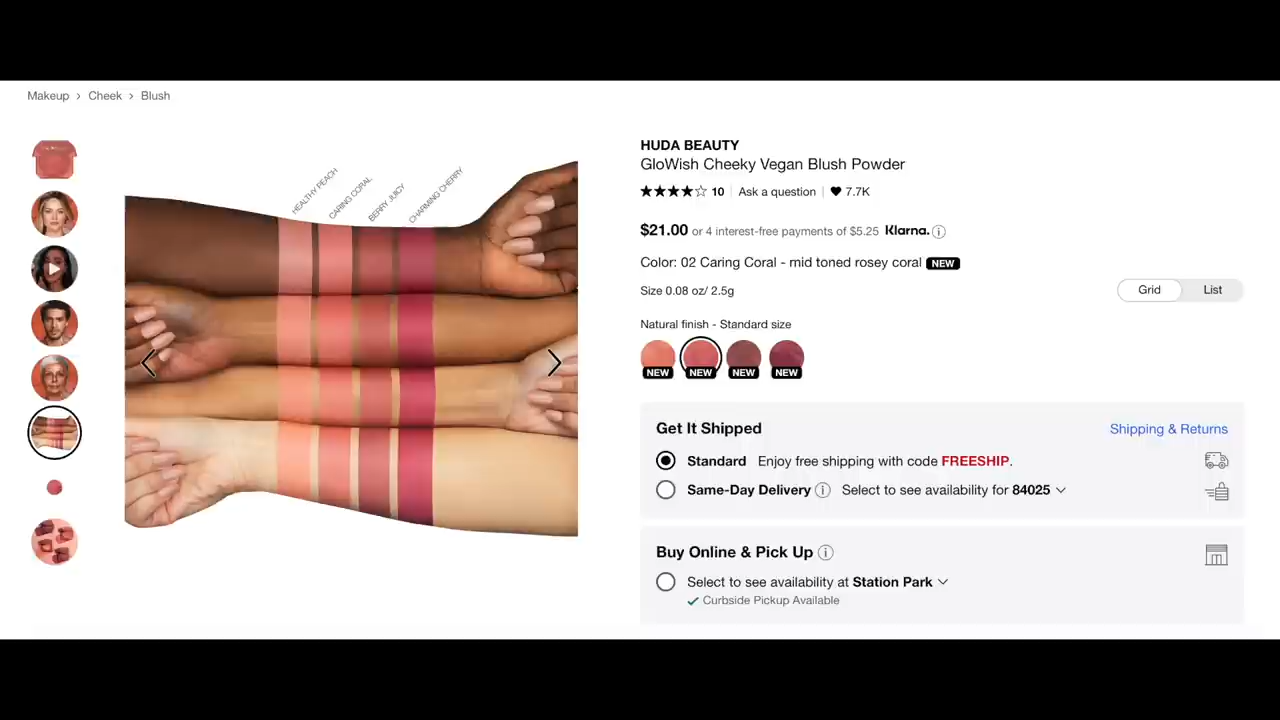 Makeup > Cheek > Blush
HEALTHY PEACH
CARING CORAL
BERRY JUICY
CHARMING CHERRY
HUDA BEAUTY
GloWish Cheeky Vegan Blush Powder
10 | Ask a question | 7.7K
$21.00 or 4 interest-free payments of $5.25 Klarna.
Color: 02 Caring Coral - mid toned rosey coral NEW
Size 0.08 oz/ 2.5g
Grid List
Natural finish - Standard size
NEW NEW NEW NEW
Get It Shipped Shipping & Returns
Standard Enjoy free shipping with code FREESHIP.
Same-Day Delivery Select to see availability for 84025
Buy Online & Pick Up
Select to see availability at Station Park
Curbside Pickup Available